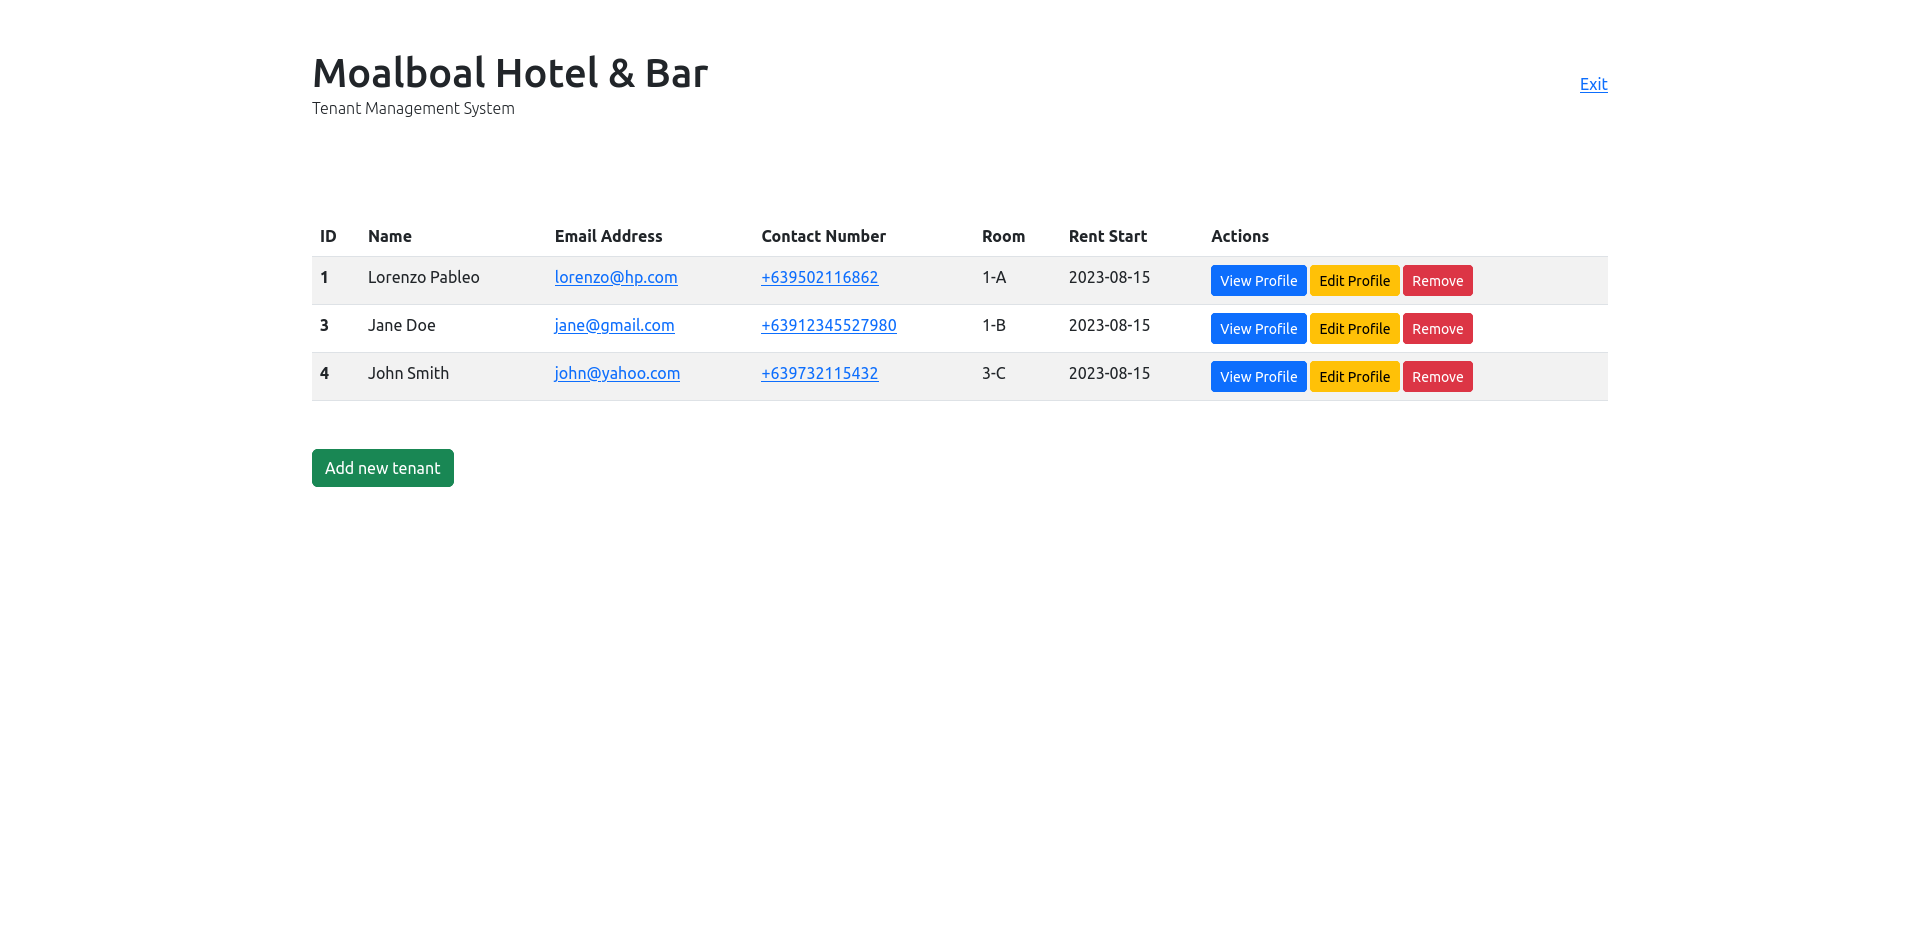 Moalboal Hotel & Bar
Exit
Tenant Management System
ID Name Email Address Contact Number Room Rent Start Actions
1 Lorenzo Pableo lorenzo@hp.com +639502116862 1-A 2023-08-15 View Profile Edit Profile Remove
3 Jane Doe jane@gmail.com +63912345527980 1-B 2023-08-15 View Profile Edit Profile Remove
4 John Smith john@yahoo.com +639732115432 3-C 2023-08-15 View Profile Edit Profile Remove
Add new tenant